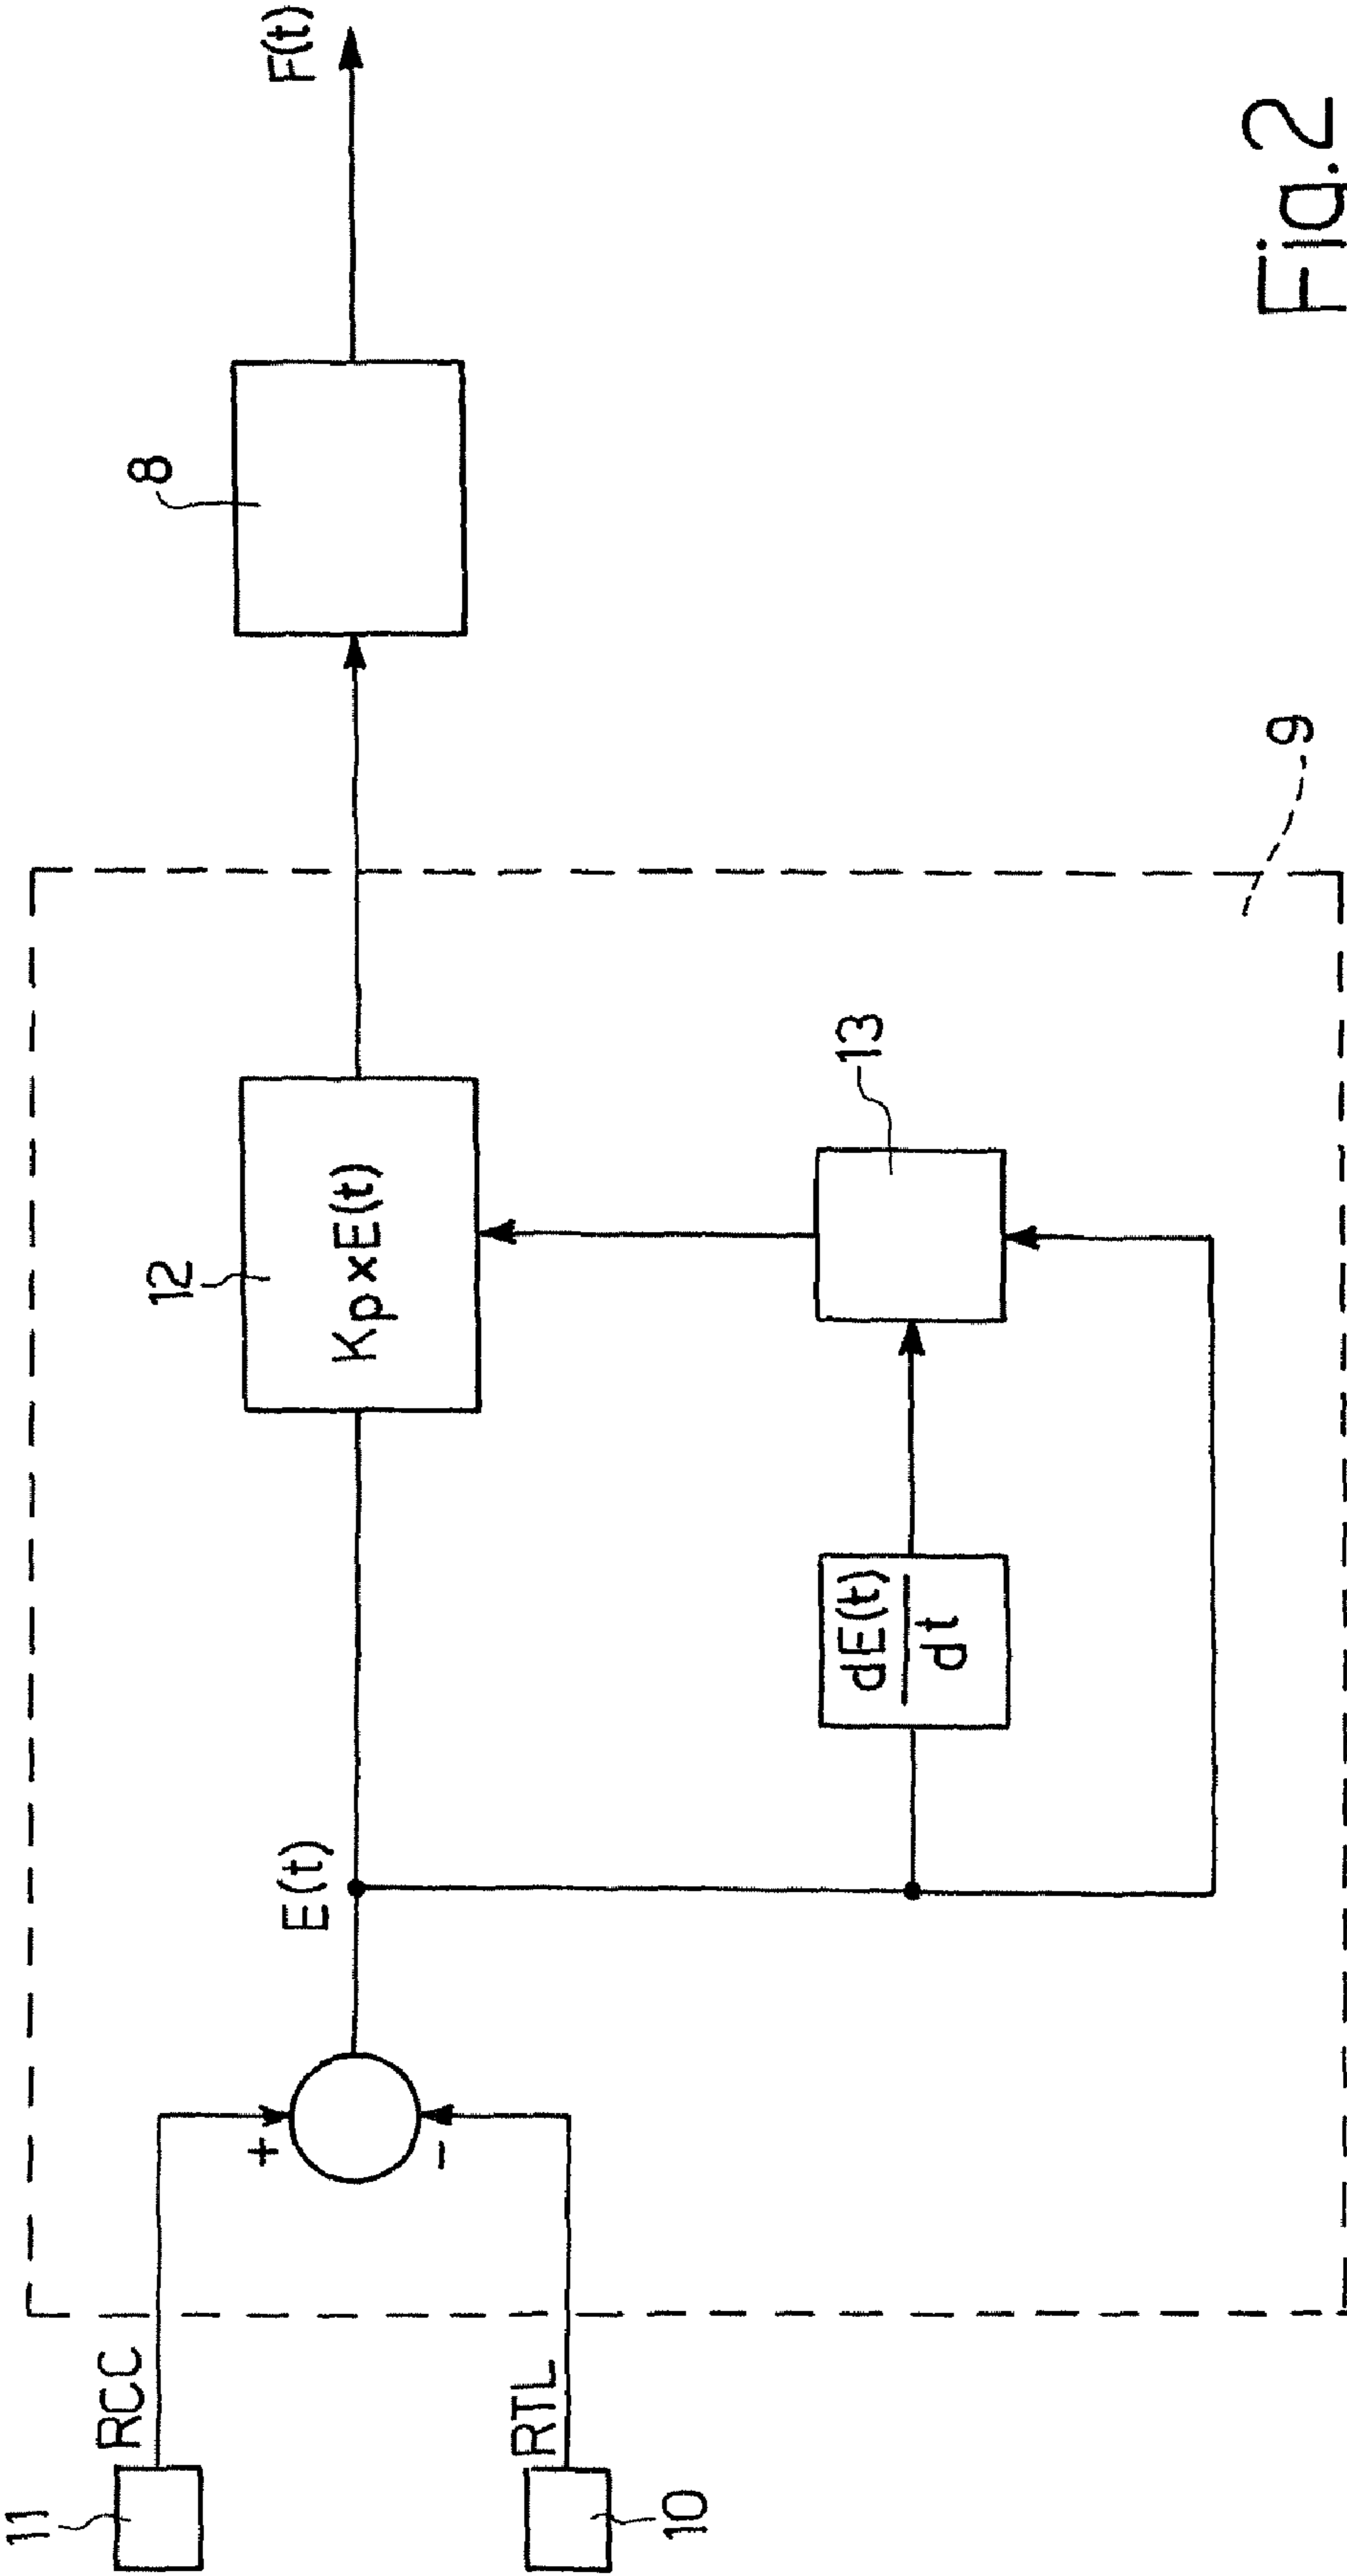 11
RCC
RTL
10
+
-
E(t)
12
Kp×E(t)
dE(t)
dt
13
9
8
F(t)
Fig.2